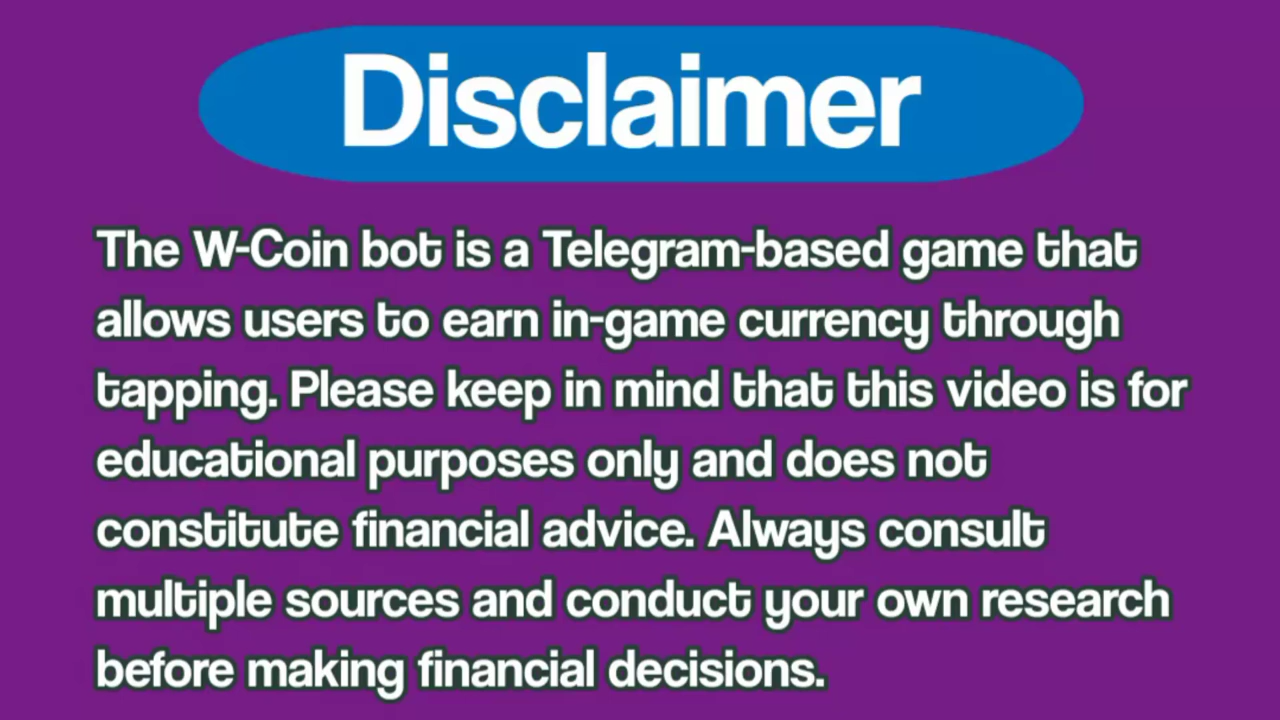 Disclaimer
The W-Coin bot is a Telegram-based game that
allows users to earn in-game currency through
tapping. Please keep in mind that this video is for
educational purposes only and does not
constitute financial advice. Always consult
multiple sources and conduct your own research
before making financial decisions.